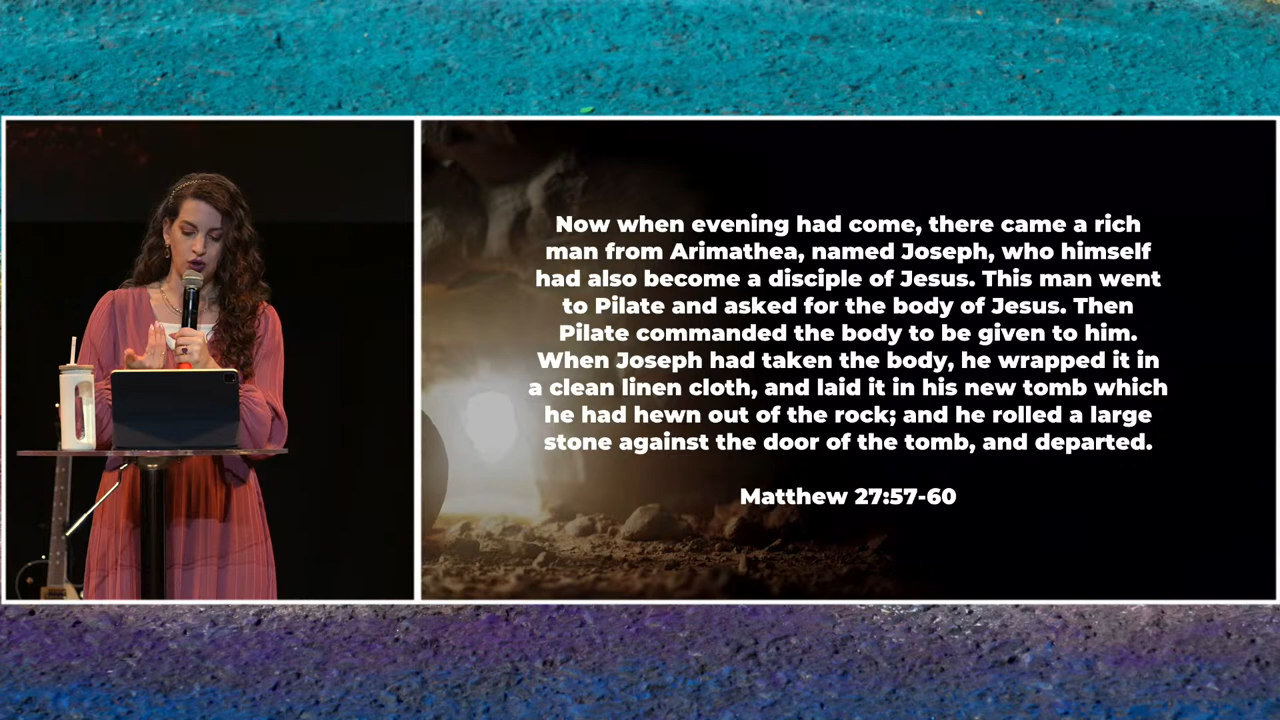 Now when evening had come, there came a rich
man from Arimathea, named Joseph, who himself
had also become a disciple of Jesus. This man went
to Pilate and asked for the body of Jesus. Then
Pilate commanded the body to be given to him.
When Joseph had taken the body, he wrapped it in
a clean linen cloth, and laid it in his new tomb which
he had hewn out of the rock; and he rolled a large
stone against the door of the tomb, and departed.
Matthew 27:57-60